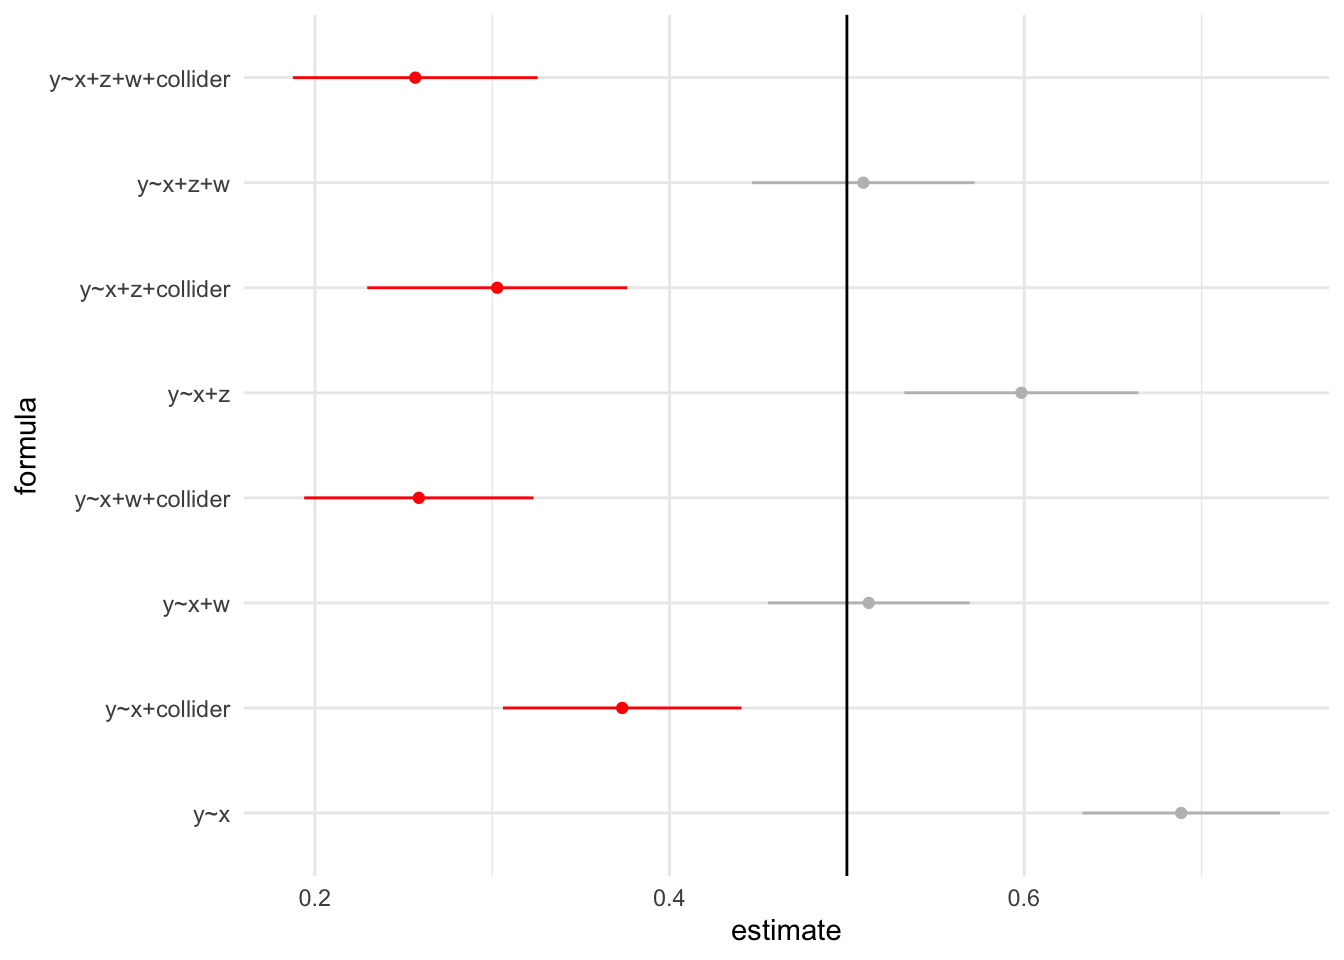 y~x+z+w+collider
y~x+z+w
y~x+z+collider
y~x+z
y~x+w+collider
y~x+w
y~x+collider
y~x
formula
0.2
0.4
0.6
estimate